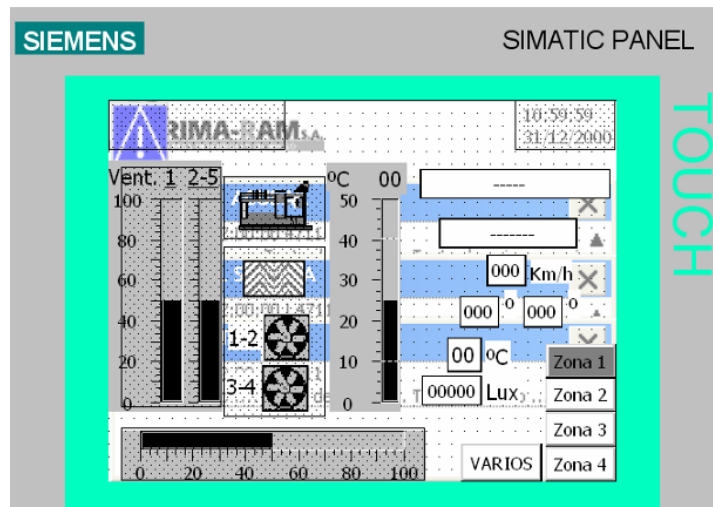 SIEMENS
SIMATIC PANEL
TOUCH
RIMA-RAM S.A.
10:59:59
31/12/2000
Vent. 1 2-5
ºC 00
100
80
60
40
20
0
50
40
30
20
10
0
1-2
3-4
-----
-------
000 Km/h
000 º 000 º
00 ºC
00000 Lux
Zona 1
Zona 2
Zona 3
Zona 4
VARIOS
0 20 40 60 80 100